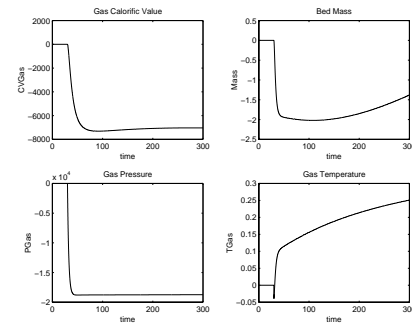 Gas Calorific Value
2000
0
−2000
−4000
−6000
−8000
0 100 200 300
time
CVGas
Bed Mass
0.5
0
−0.5
−1
−1.5
−2
−2.5
0 100 200 300
time
Mass
Gas Pressure
x 10^4
0
−0.5
−1
−1.5
−2
0 100 200 300
time
PGas
Gas Temperature
0.3
0.25
0.2
0.15
0.1
0.05
0
−0.05
0 100 200 300
time
TGas